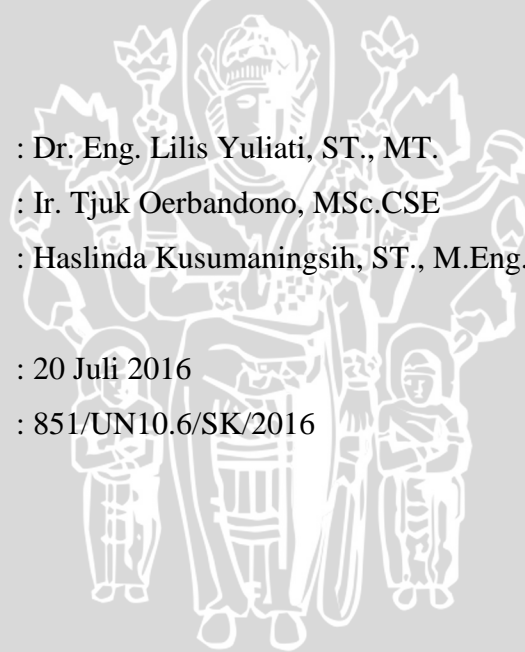 : Dr. Eng. Lilis Yuliati, ST., MT.
: Ir. Tjuk Oerbandono, MSc.CSE
: Haslinda Kusumaningsih, ST., M.Eng.
: 20 Juli 2016
: 851/UN10.6/SK/2016